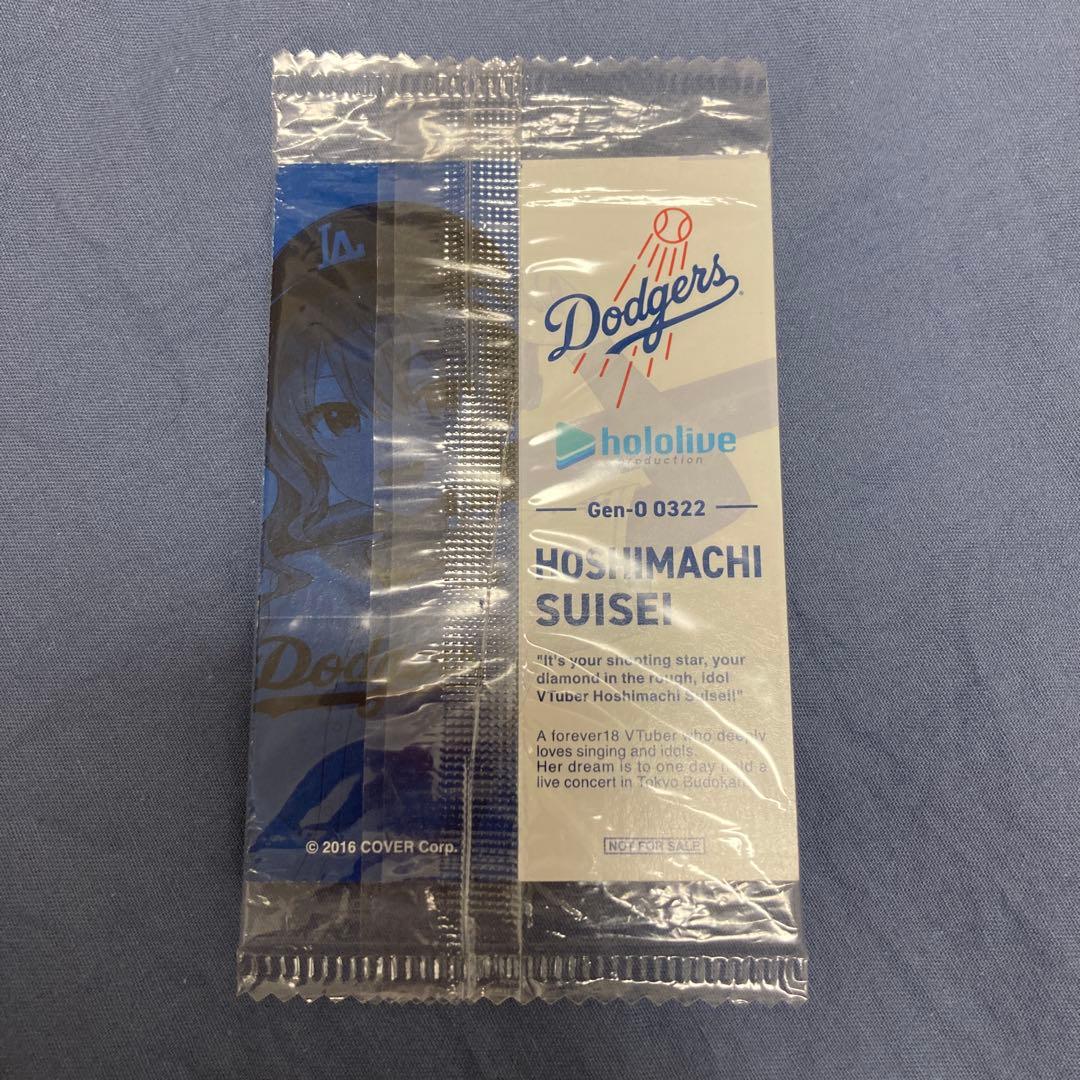 LA
Dodgers
hololive
production
Gen-0 0322
HOSHIMACHI
SUISEI
"It's your shooting star, your
diamond in the rough, idol
VTuber Hoshimachi Suisei!"
A forever18 VTuber who deeply
loves singing and idols.
Her dream is to one day hold a
live concert in Tokyo Budokan.
NOT FOR SALE
Dodg
© 2016 COVER Corp.